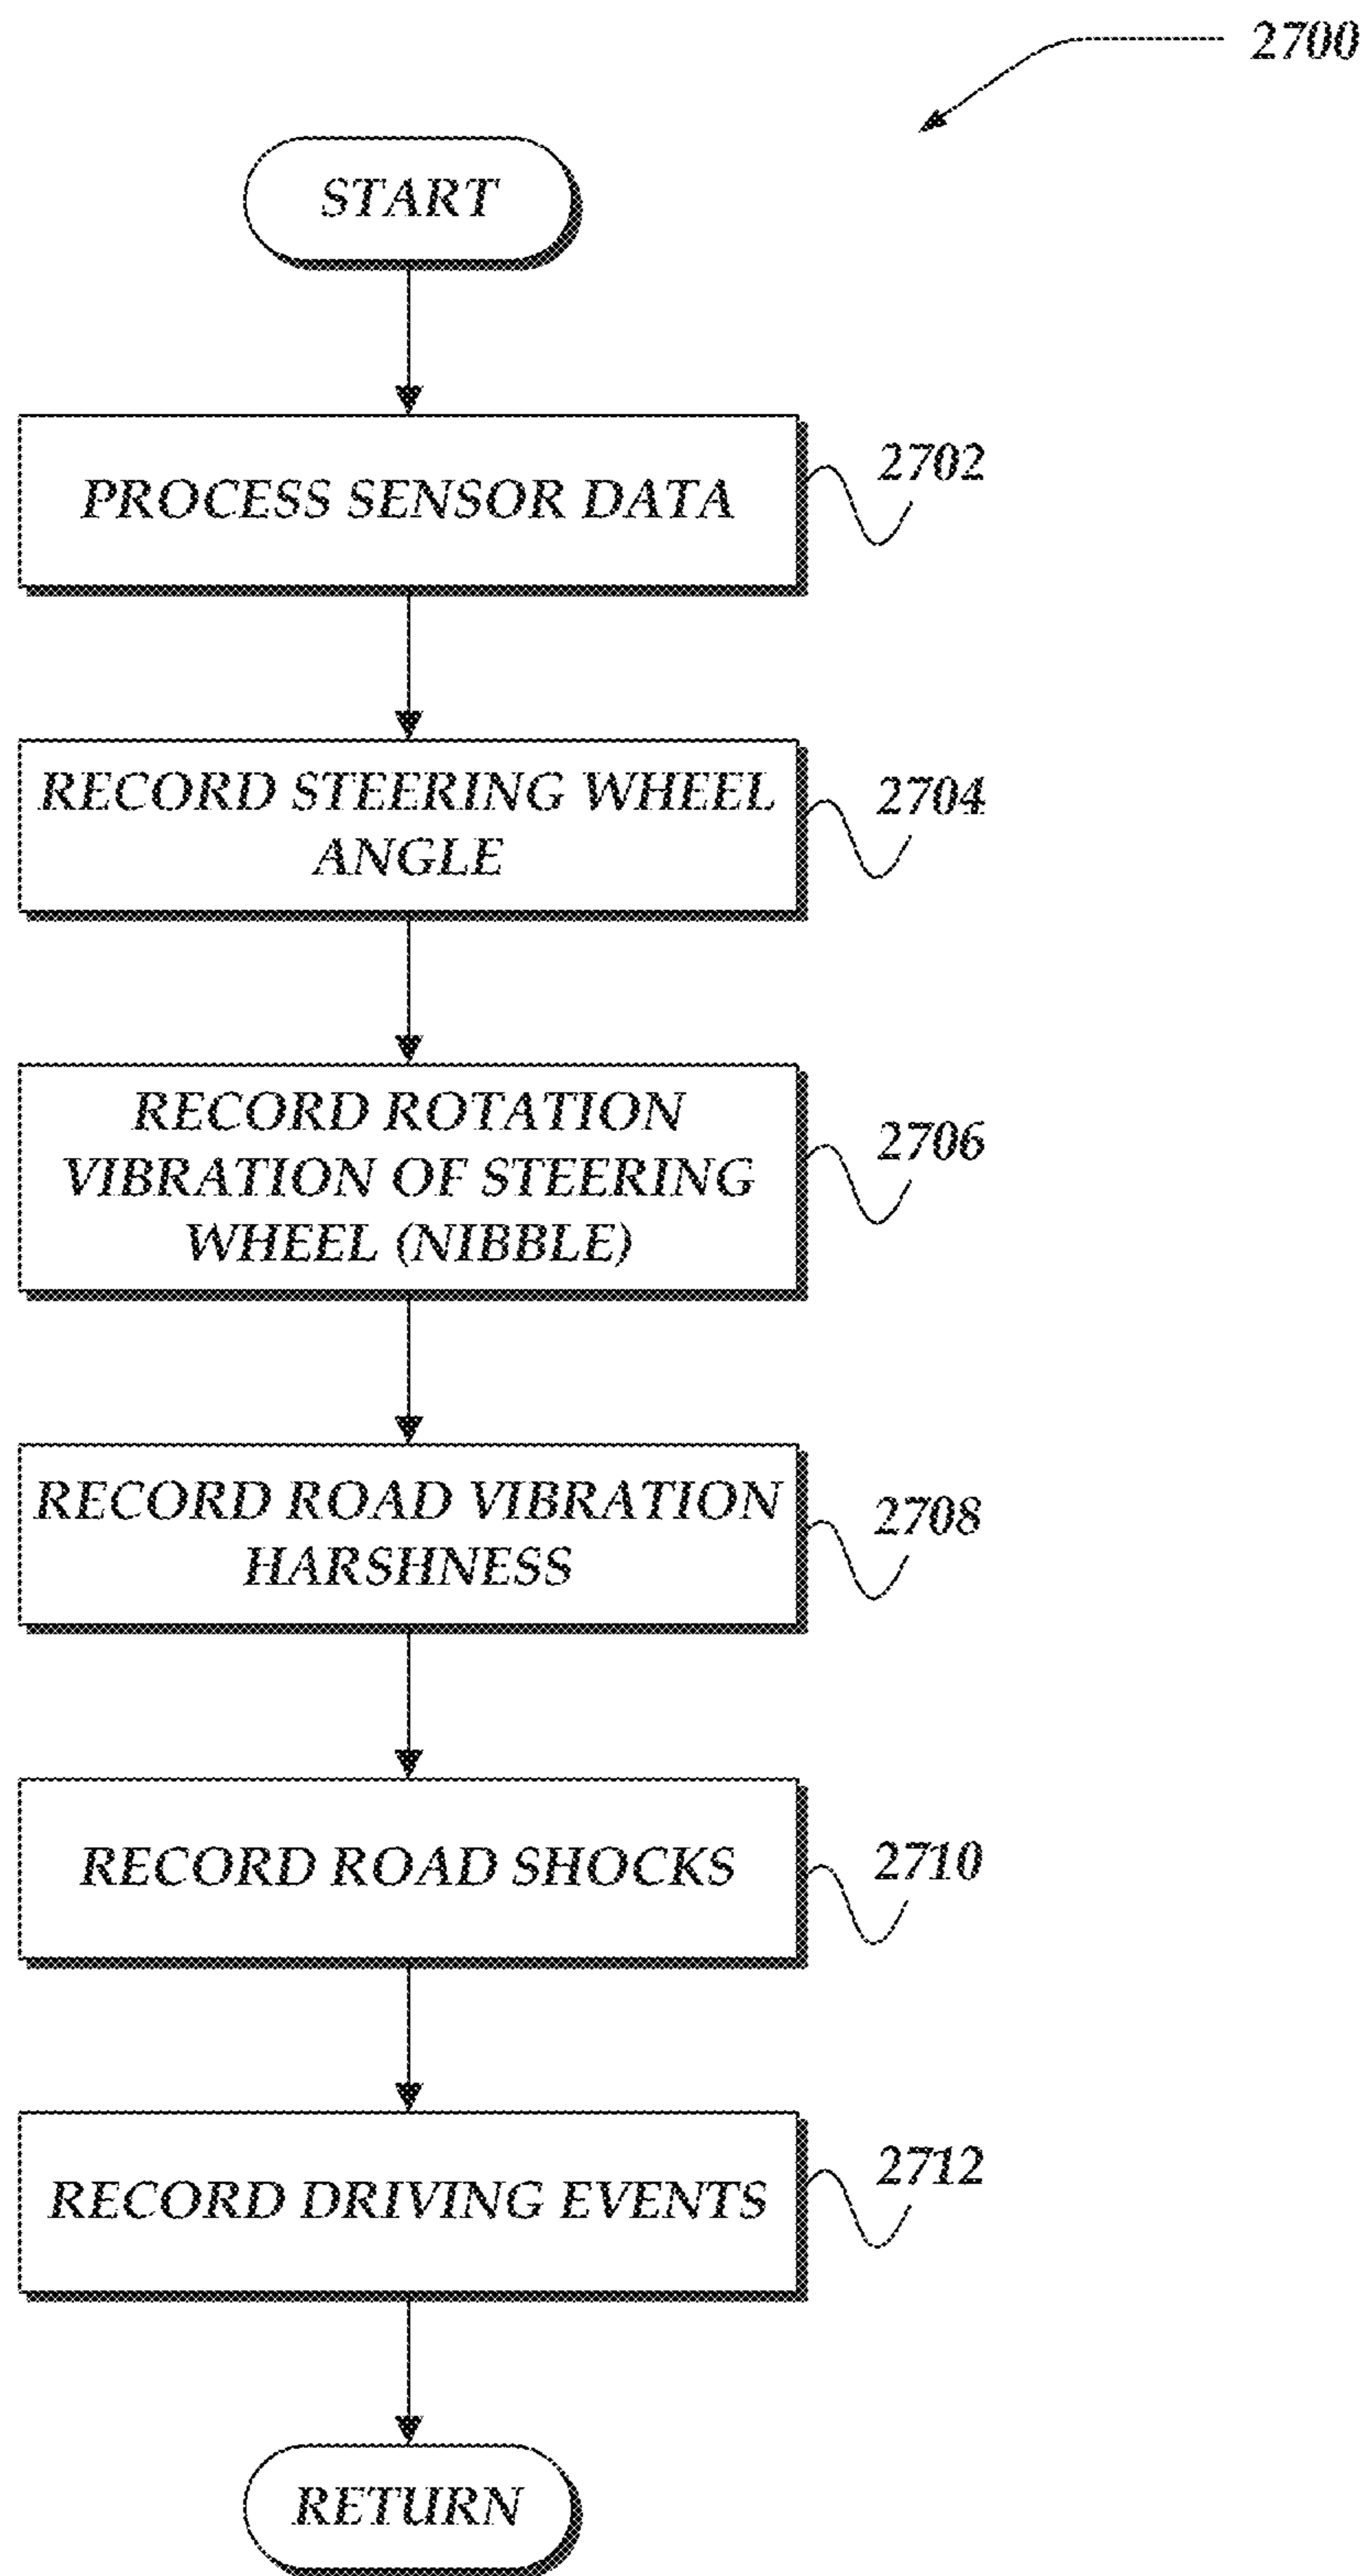 2700
START
PROCESS SENSOR DATA
2702
RECORD STEERING WHEEL
ANGLE
2704
RECORD ROTATION
VIBRATION OF STEERING
WHEEL (NIBBLE)
2706
RECORD ROAD VIBRATION
HARSHNESS
2708
RECORD ROAD SHOCKS
2710
RECORD DRIVING EVENTS
2712
RETURN